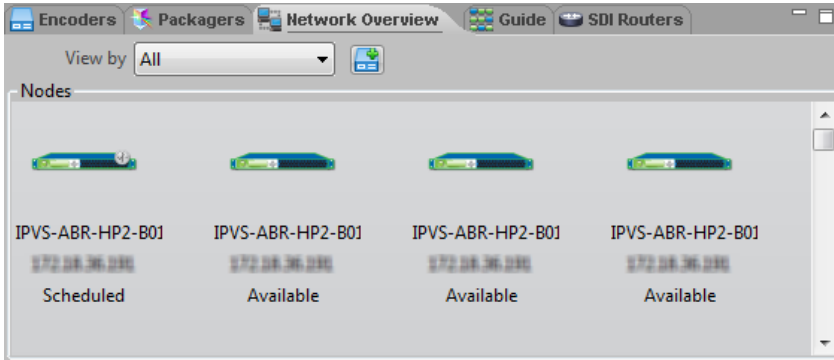 Encoders Packagers Network Overview Guide SDI Routers
View by All
Nodes
IPVS-ABR-HP2-B01 IPVS-ABR-HP2-B01 IPVS-ABR-HP2-B01 IPVS-ABR-HP2-B01
Scheduled Available Available Available